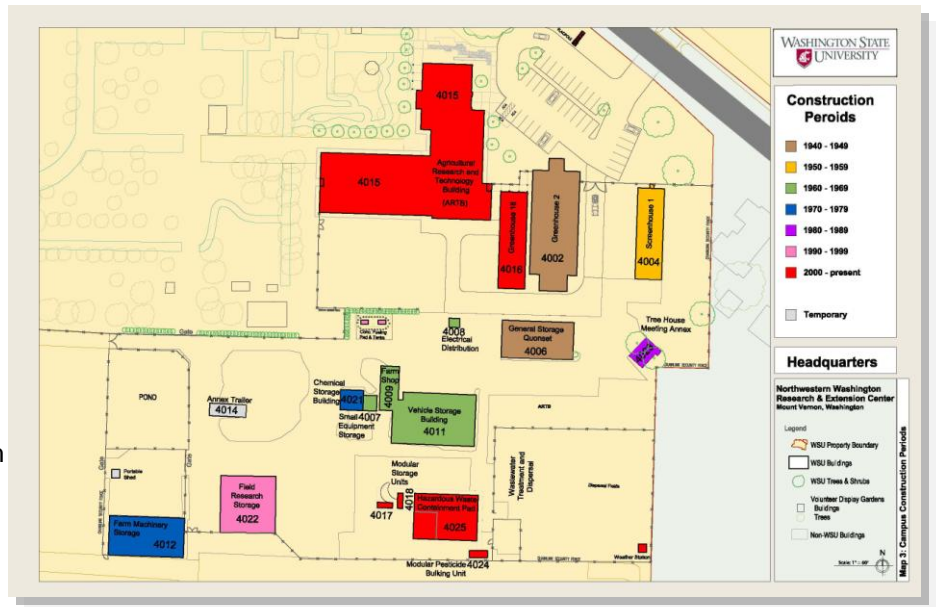 WASHINGTON STATE
UNIVERSITY
Construction
Peroids
1940 - 1949
1950 - 1959
1960 - 1969
1970 - 1979
1980 - 1989
1990 - 1999
2000 - present
Temporary
Headquarters
Northwestern Washington
Research & Extension Center
Mount Vernon, Washington
Legend
WSU Property Boundary
WSU Buildings
WSU Trees & Shrubs
Volunteer Display Gardens
Buildings
Trees
Non-WSU Buildings
N
Scale: 1" = 60'
Map 3: Campus Construction Periods
4015
4015
Agricultural
Research and
Technology
Building
(ARTB)
Greenhouse 1E
4016
Greenhouse 2
4002
Screenhouse 1
4004
Tree House
Meeting Annex
4008
Electrical
Distribution
General Storage
Quonset
4006
Gate
POND
Annex Trailer
4014
Chemical
Storage
Building
4021
4007
Small
Equipment
Storage
Farm
Shop
4009
Vehicle Storage
Building
4011
ARTB
Wastewater
Treatment and
Dispersal
Gate
Gate
Portable
Shed
Farm Machinery
Storage
4012
Field
Research
Storage
4022
Modular
Storage
Units
4017
4018
Hazardous Waste
Containment Pad
4025
Modular Pesticide
Bulking Unit
4024
Weather Station
n